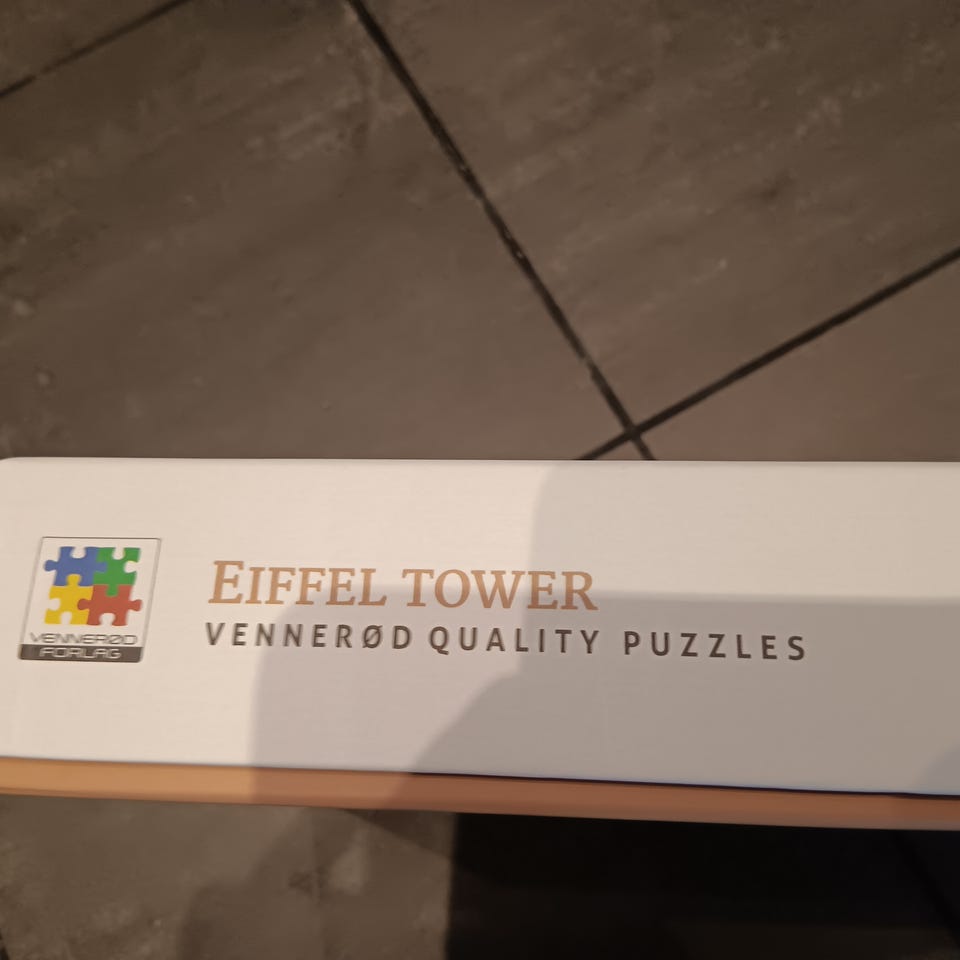 VENNERØD
FORLAG
EIFFEL TOWER
VENNERØD QUALITY PUZZLES